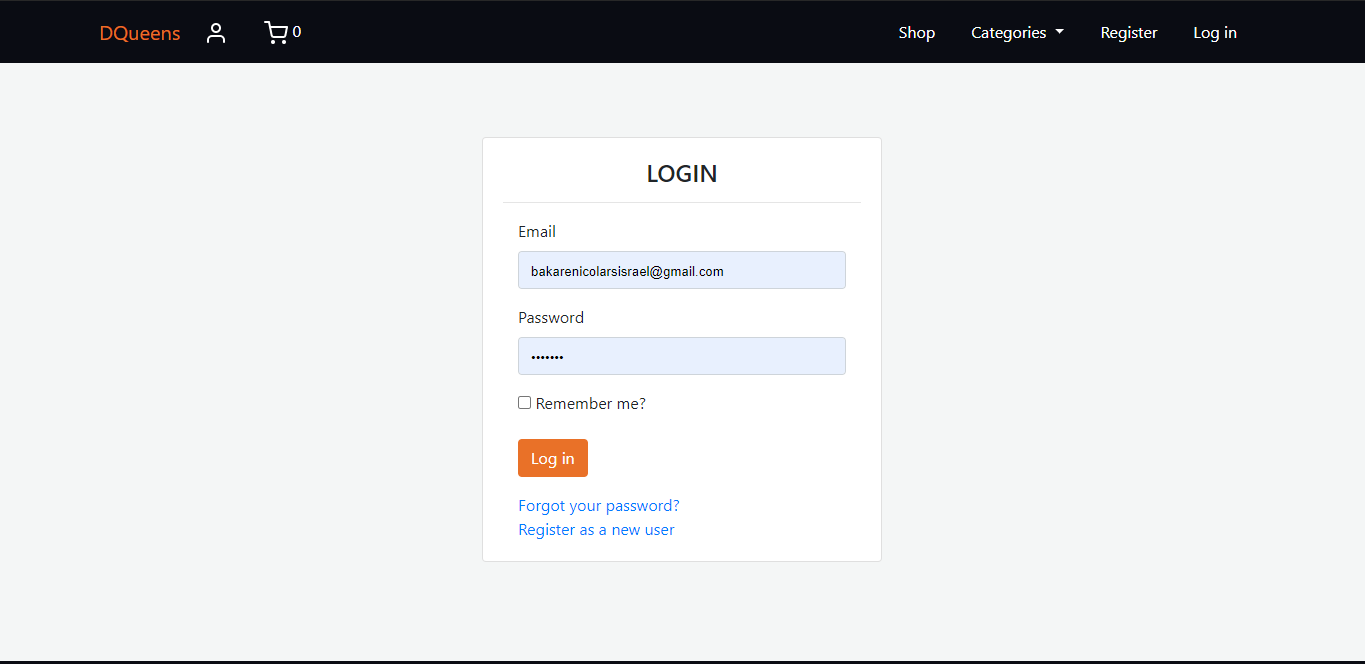 DQueens 0 Shop Categories Register Log in
LOGIN
Email
bakarenicolarsisrael@gmail.com
Password
•••••••
Remember me?
Log in
Forgot your password?
Register as a new user